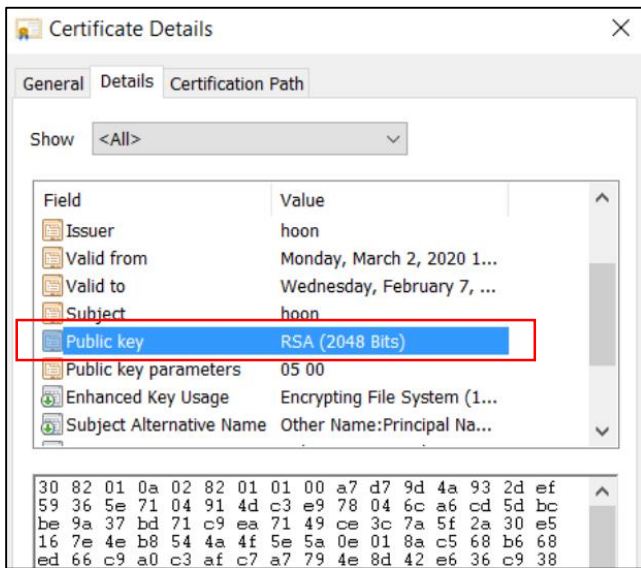 Certificate Details
General Details Certification Path
Show <All>
Field Value
Issuer hoon
Valid from Monday, March 2, 2020 1...
Valid to Wednesday, February 7, ...
Subject hoon
Public key RSA (2048 Bits)
Public key parameters 05 00
Enhanced Key Usage Encrypting File System (1...
Subject Alternative Name Other Name:Principal Na...
30 82 01 0a 02 82 01 01 00 a7 d7 9d 4a 93 2d ef
59 36 5e 71 04 91 4d c3 e9 78 04 6c a6 cd 5d bc
be 9a 37 bd 71 c9 ea 71 49 ce 3c 7a 5f 2a 30 e5
16 7e 4e b8 54 4a 4f 5e 5a 0e 01 8a c5 68 b6 68
ed 66 c9 a0 c3 af c7 a7 79 4e 8d 42 e6 36 c9 38